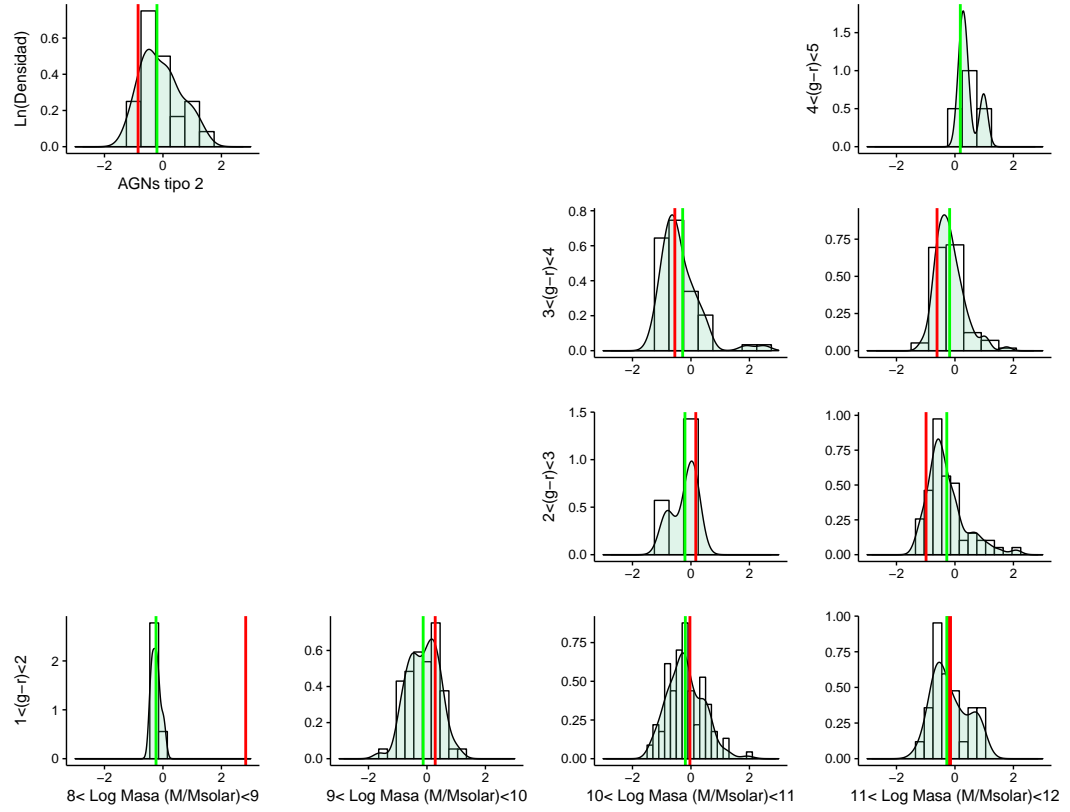 Ln(Densidad)
0.6
0.4
0.2
0.0
−2 0 2
AGNs tipo 2
4<(g−r)<5
1.5
1.0
0.5
0.0
−2 0 2
3<(g−r)<4
0.8
0.6
0.4
0.2
0.0
−2 0 2
0.75
0.50
0.25
0.00
−2 0 2
2<(g−r)<3
1.5
1.0
0.5
0.0
−2 0 2
1.00
0.75
0.50
0.25
0.00
−2 0 2
1<(g−r)<2
2
1
0
−2 0 2
8< Log Masa (M/Msolar)<9
0.6
0.4
0.2
0.0
−2 0 2
9< Log Masa (M/Msolar)<10
0.75
0.50
0.25
0.00
−2 0 2
10< Log Masa (M/Msolar)<11
1.00
0.75
0.50
0.25
0.00
−2 0 2
11< Log Masa (M/Msolar)<12